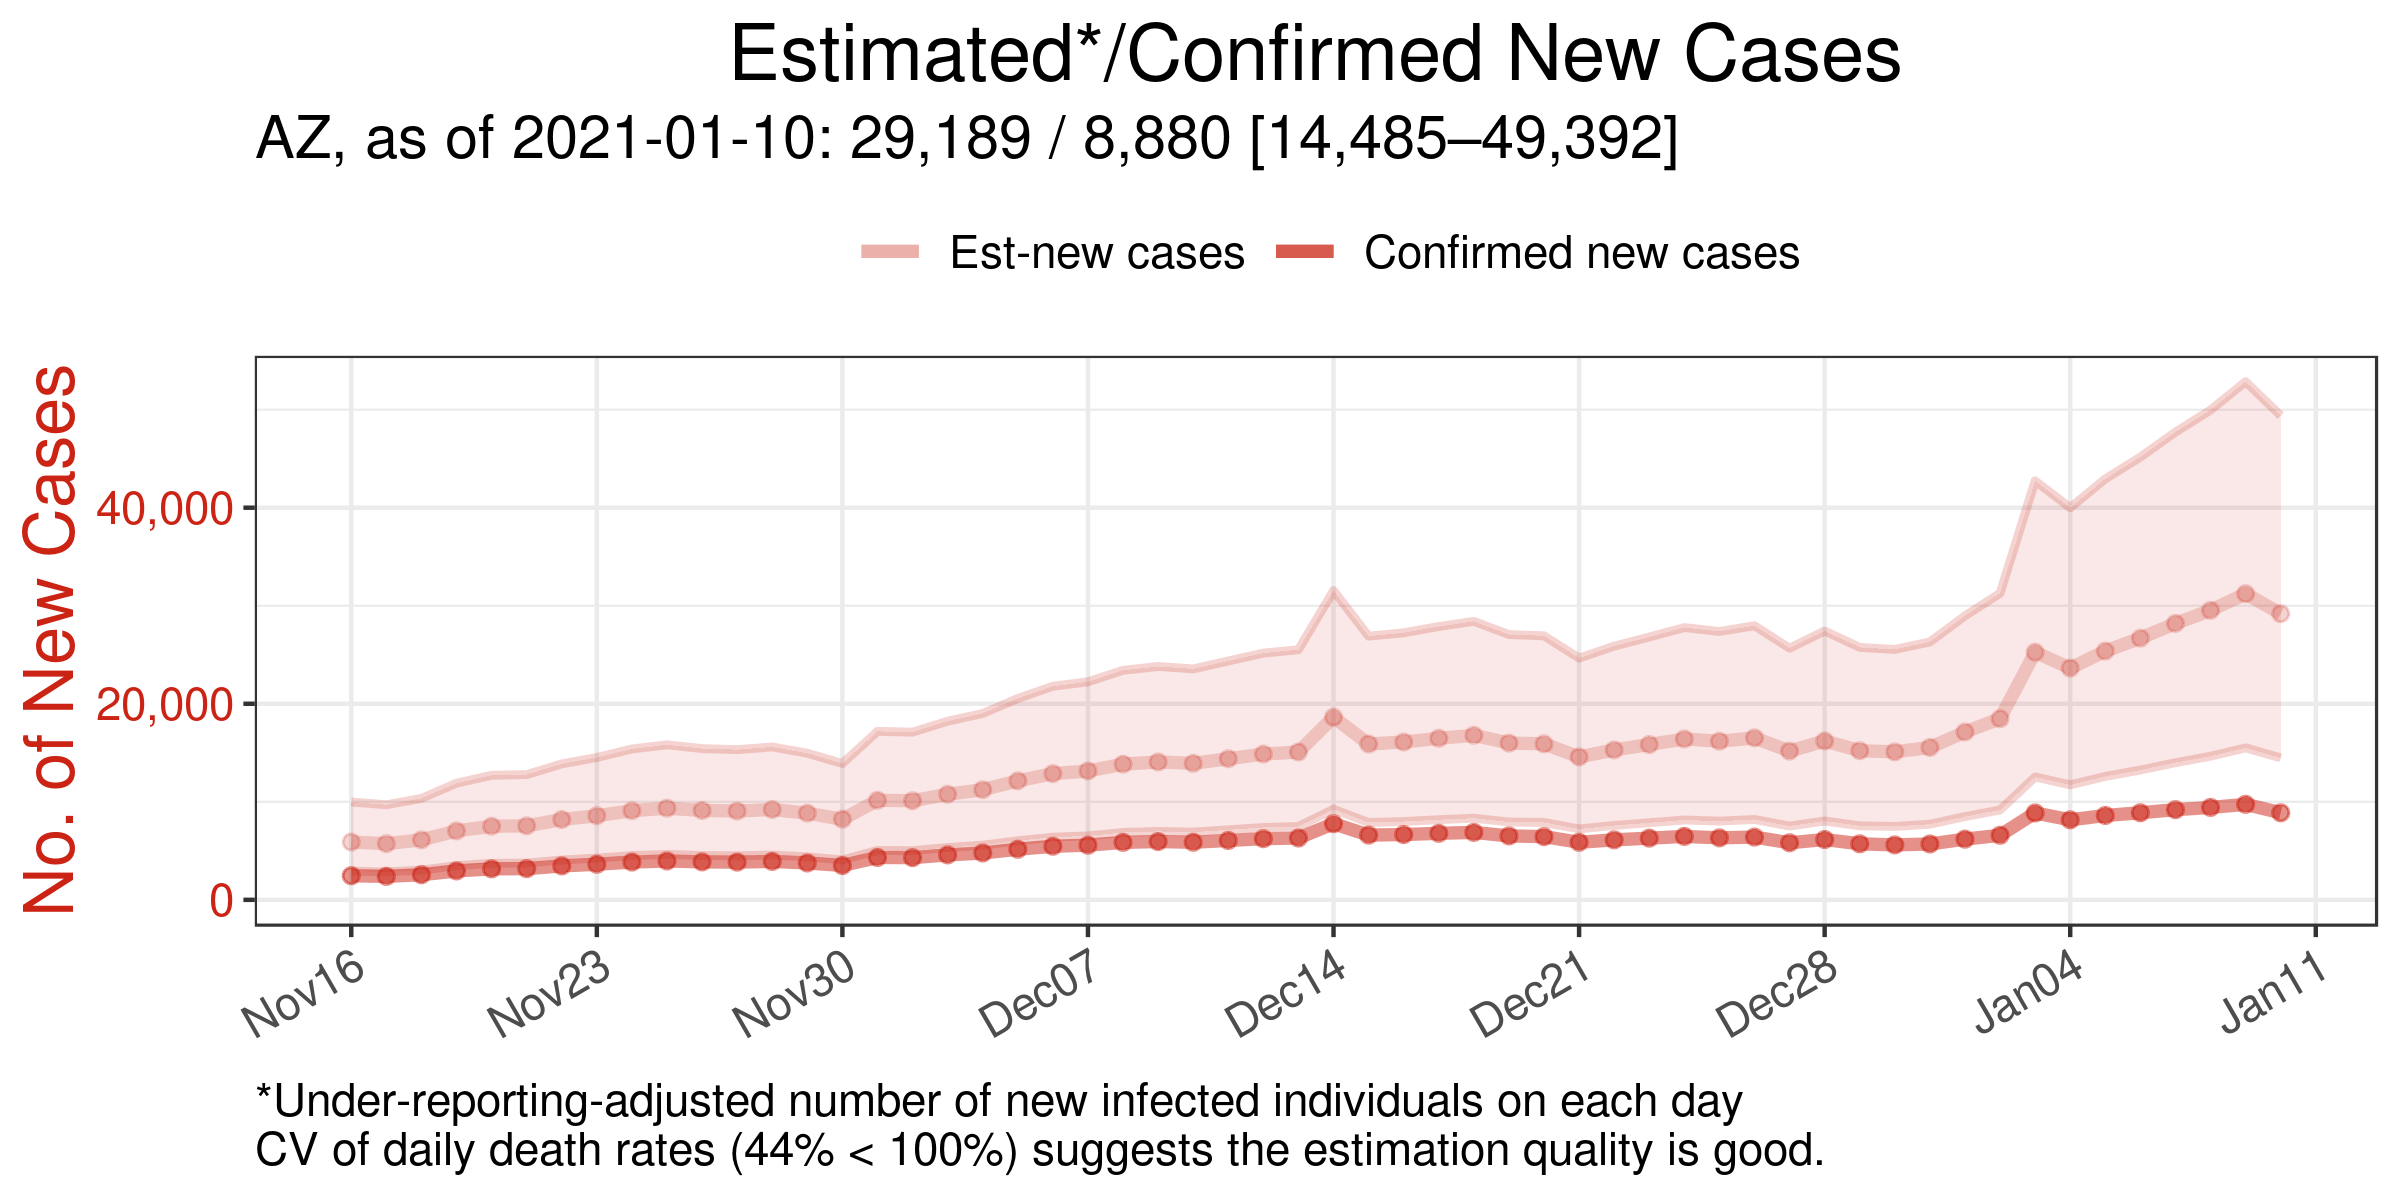 Estimated*/Confirmed New Cases
AZ, as of 2021-01-10: 29,189 / 8,880 [14,485–49,392]
Est-new cases Confirmed new cases
No. of New Cases
40,000
20,000
0
Nov16 Nov23 Nov30 Dec07 Dec14 Dec21 Dec28 Jan04 Jan11
*Under-reporting-adjusted number of new infected individuals on each day
CV of daily death rates (44% < 100%) suggests the estimation quality is good.